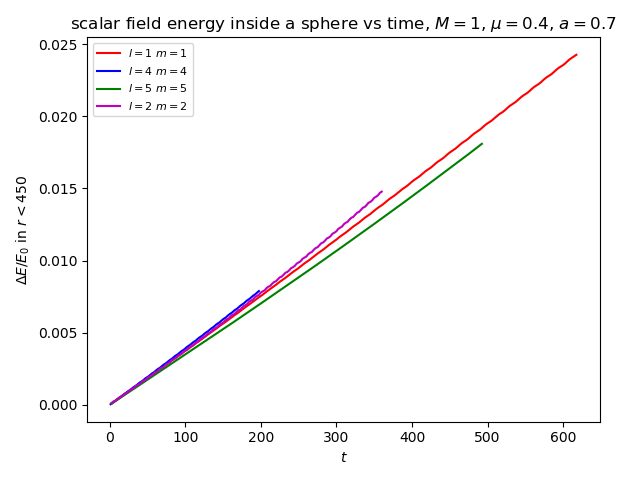 scalar field energy inside a sphere vs time, M = 1, μ = 0.4, a = 0.7
l = 1 m = 1
l = 4 m = 4
l = 5 m = 5
l = 2 m = 2
0.025
0.020
0.015
0.010
0.005
0.000
ΔE/E₀ in r < 450
0 100 200 300 400 500 600
t